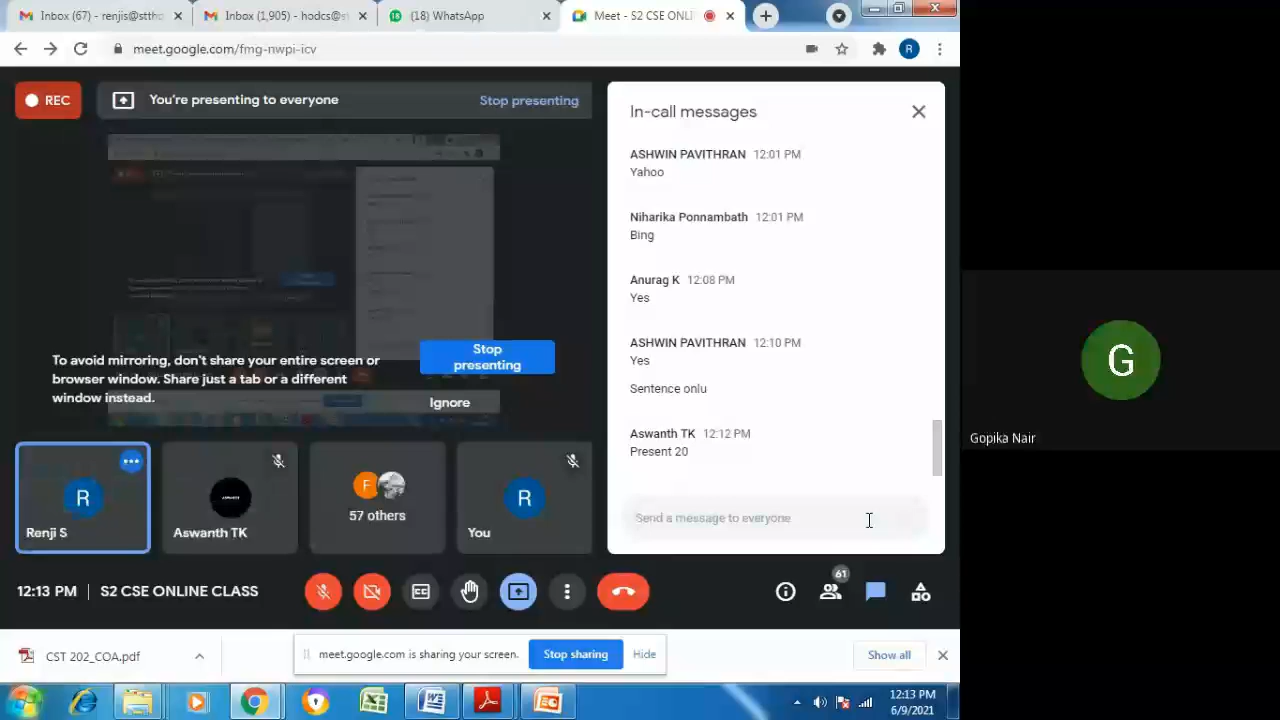 Inbox (67) - renjis@sttho
Inbox (1,905) - hodcs@st
(18) WhatsApp
Meet - S2 CSE ONLI
meet.google.com/fmg-nwpi-icv
R
REC
You're presenting to everyone
Stop presenting
To avoid mirroring, don't share your entire screen or
browser window. Share just a tab or a different
window instead.
Stop
presenting
Ignore
In-call messages
ASHWIN PAVITHRAN 12:01 PM
Yahoo
Niharika Ponnambath 12:01 PM
Bing
Anurag K 12:08 PM
Yes
ASHWIN PAVITHRAN 12:10 PM
Yes
Sentence onlu
Aswanth TK 12:12 PM
Present 20
Send a message to everyone
R
Renji S
Aswanth TK
F
57 others
R
You
12:13 PM | S2 CSE ONLINE CLASS
61
G
Gopika Nair
CST 202_COA.pdf
meet.google.com is sharing your screen.
Stop sharing
Hide
Show all
12:13 PM
6/9/2021